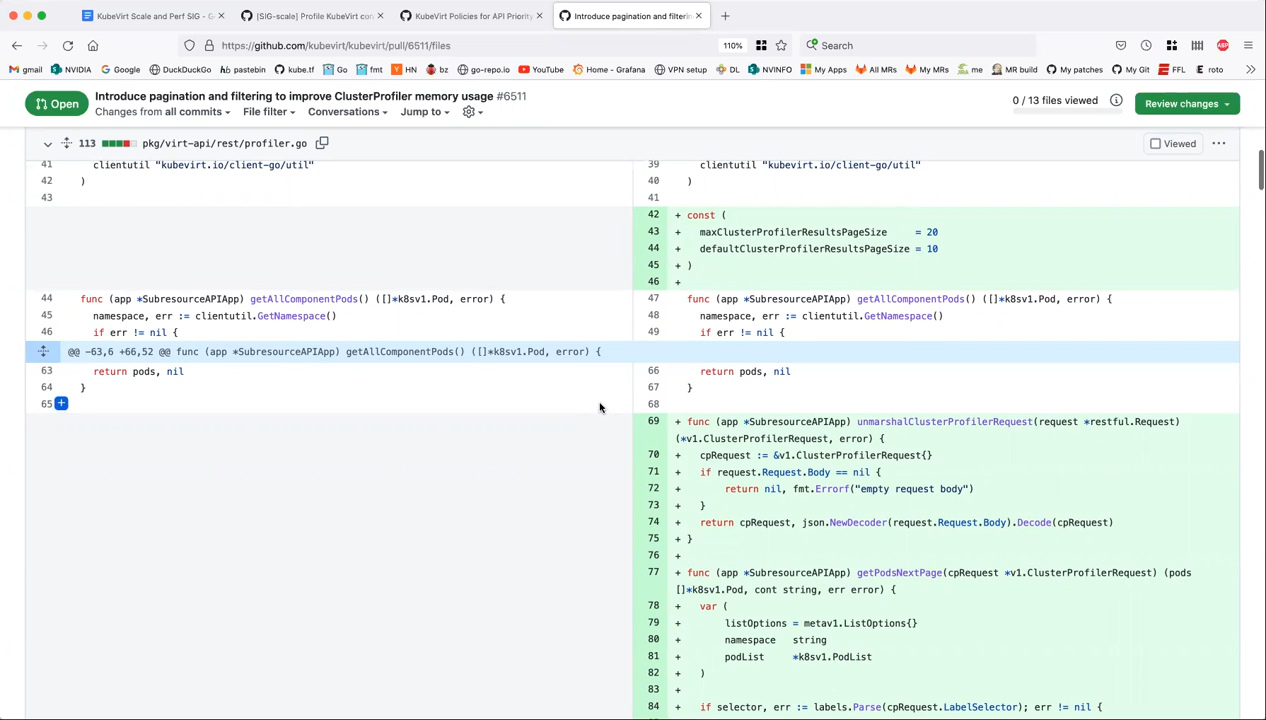 KubeVirt Scale and Perf SIG - G
[SIG-scale] Profile KubeVirt con
KubeVirt Policies for API Priority
Introduce pagination and filterin
https://github.com/kubevirt/kubevirt/pull/6511/files
110%
Search
gmail
NVIDIA
Google
DuckDuckGo
hb pastebin
kube.tf
Go
fmt
HN
bz
go-repo.io
YouTube
Home - Grafana
VPN setup
DL
NVINFO
My Apps
All MRs
My MRs
me
MR build
My patches
My Git
FFL
roto
Open
Introduce pagination and filtering to improve ClusterProfiler memory usage #6511
Changes from all commits
File filter
Conversations
Jump to
0 / 13 files viewed
Review changes
113 pkg/virt-api/rest/profiler.go
Viewed
41 clientutil "kubevirt.io/client-go/util"
42 )
43
44 func (app *SubresourceAPIApp) getAllComponentPods() ([]*k8sv1.Pod, error) {
45 namespace, err := clientutil.GetNamespace()
46 if err != nil {
@@ -63,6 +66,52 @@ func (app *SubresourceAPIApp) getAllComponentPods() ([]*k8sv1.Pod, error) {
63 return pods, nil
64 }
65
39 clientutil "kubevirt.io/client-go/util"
40 )
41
42 + const (
43 + maxClusterProfilerResultsPageSize = 20
44 + defaultClusterProfilerResultsPageSize = 10
45 + )
46 +
47 func (app *SubresourceAPIApp) getAllComponentPods() ([]*k8sv1.Pod, error) {
48 namespace, err := clientutil.GetNamespace()
49 if err != nil {
66 return pods, nil
67 }
68
69 + func (app *SubresourceAPIApp) unmarshalClusterProfilerRequest(request *restful.Request)
(*v1.ClusterProfilerRequest, error) {
70 + cpRequest := &v1.ClusterProfilerRequest{}
71 + if request.Request.Body == nil {
72 + return nil, fmt.Errorf("empty request body")
73 + }
74 + return cpRequest, json.NewDecoder(request.Request.Body).Decode(cpRequest)
75 + }
76 +
77 + func (app *SubresourceAPIApp) getPodsNextPage(cpRequest *v1.ClusterProfilerRequest) (pods
[]*k8sv1.Pod, cont string, err error) {
78 + var (
79 + listOptions = metav1.ListOptions{}
80 + namespace string
81 + podList *k8sv1.PodList
82 + )
83 +
84 + if selector, err := labels.Parse(cpRequest.LabelSelector); err != nil {